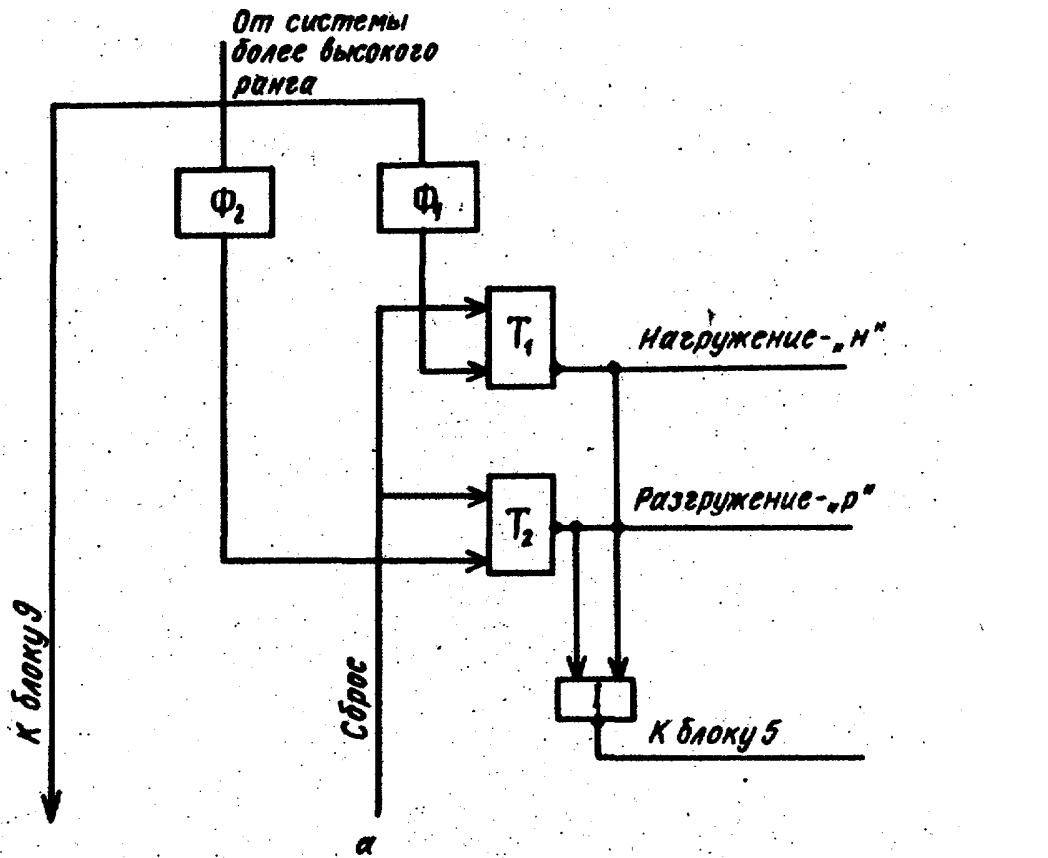 От системы
более высокого
ранга
Ф₂
Ф₁
Т₁
Нагружение-„н"
Т₂
Разгружение-„р"
К блоку 9
Сброс
К блоку 5
а